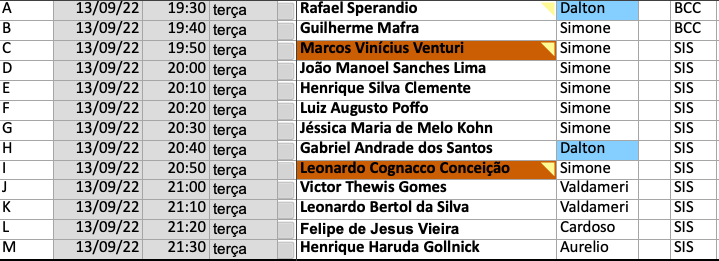 A 13/09/22 19:30 terça Rafael Sperandio Dalton BCC
B 13/09/22 19:40 terça Guilherme Mafra Simone BCC
C 13/09/22 19:50 terça Marcos Vinícius Venturi Simone SIS
D 13/09/22 20:00 terça João Manoel Sanches Lima Simone SIS
E 13/09/22 20:10 terça Henrique Silva Clemente Simone SIS
F 13/09/22 20:20 terça Luiz Augusto Poffo Simone SIS
G 13/09/22 20:30 terça Jéssica Maria de Melo Kohn Simone SIS
H 13/09/22 20:40 terça Gabriel Andrade dos Santos Dalton SIS
I 13/09/22 20:50 terça Leonardo Cognacco Conceição Simone SIS
J 13/09/22 21:00 terça Victor Thewis Gomes Valdameri SIS
K 13/09/22 21:10 terça Leonardo Bertol da Silva Valdameri SIS
L 13/09/22 21:20 terça Felipe de Jesus Vieira Cardoso SIS
M 13/09/22 21:30 terça Henrique Haruda Gollnick Aurelio SIS